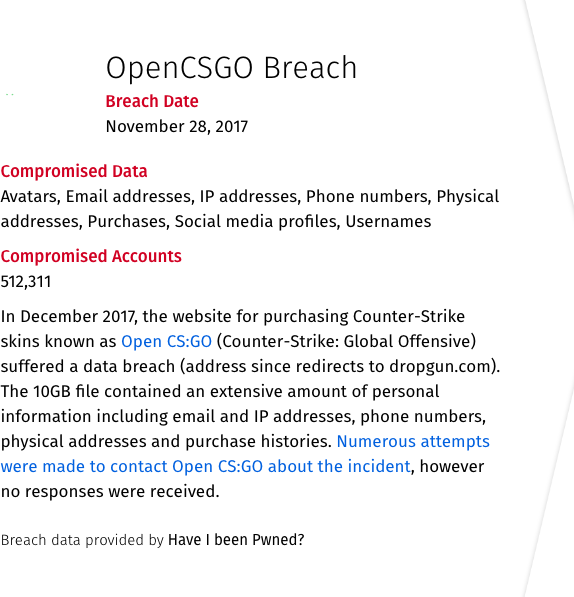 OpenCSGO Breach
Breach Date
November 28, 2017
Compromised Data
Avatars, Email addresses, IP addresses, Phone numbers, Physical
addresses, Purchases, Social media profiles, Usernames
Compromised Accounts
512,311
In December 2017, the website for purchasing Counter-Strike
skins known as Open CS:GO (Counter-Strike: Global Offensive)
suffered a data breach (address since redirects to dropgun.com).
The 10GB file contained an extensive amount of personal
information including email and IP addresses, phone numbers,
physical addresses and purchase histories. Numerous attempts
were made to contact Open CS:GO about the incident, however
no responses were received.
Breach data provided by Have I been Pwned?